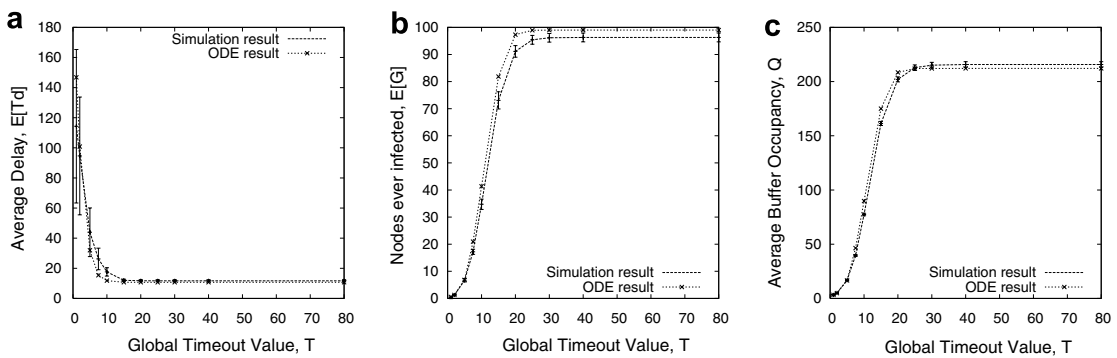 a
180
160
140
120
100
80
60
40
20
0
Average Delay, E[Td]
Simulation result
ODE result
0 10 20 30 40 50 60 70 80
Global Timeout Value, T
b
100
90
80
70
60
50
40
30
20
10
0
Nodes ever infected, E[G]
Simulation result
ODE result
0 10 20 30 40 50 60 70 80
Global Timeout Value, T
c
250
200
150
100
50
0
Average Buffer Occupancy, Q
Simulation result
ODE result
0 10 20 30 40 50 60 70 80
Global Timeout Value, T